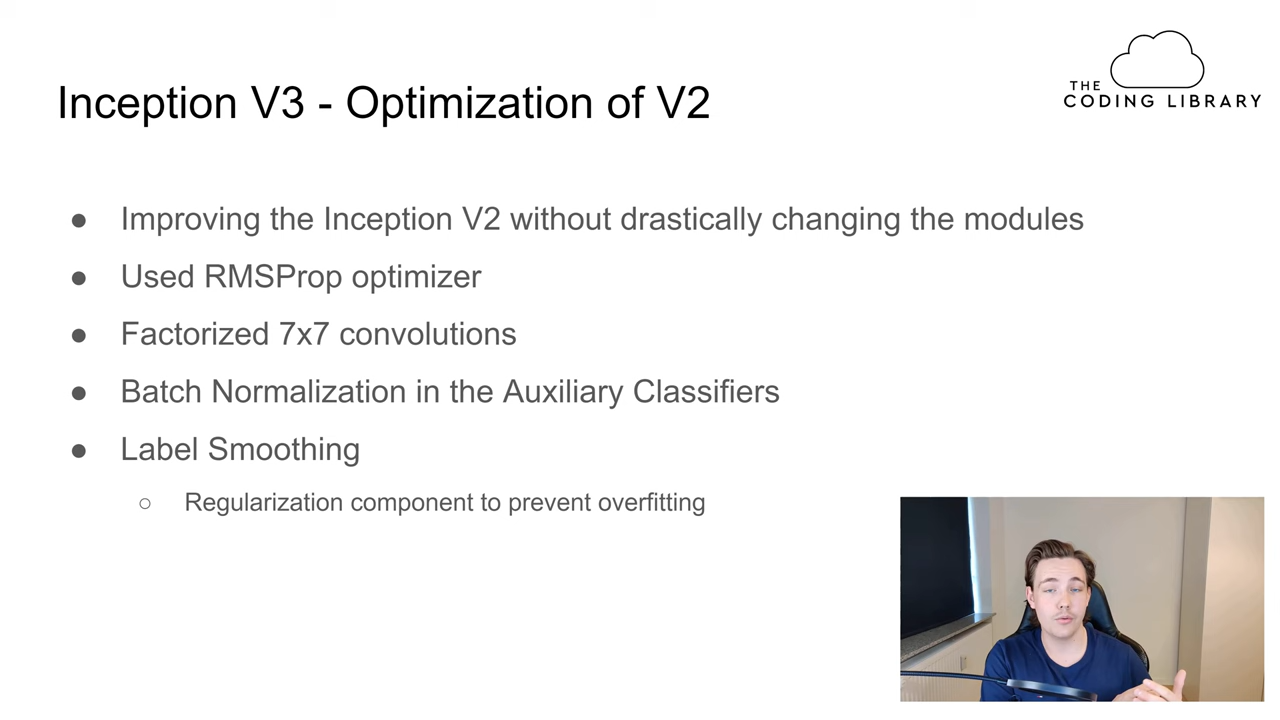 THE
CODING LIBRARY
Inception V3 - Optimization of V2
● Improving the Inception V2 without drastically changing the modules
● Used RMSProp optimizer
● Factorized 7x7 convolutions
● Batch Normalization in the Auxiliary Classifiers
● Label Smoothing
○ Regularization component to prevent overfitting